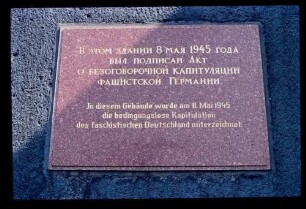 В этом здании 8 мая 1945 года
был подписан Акт
о безоговорочной капитуляции
фашистской Германии.
In diesem Gebäude wurde am 8. Mai 1945
die bedingungslose Kapitulation
des faschistischen Deutschland unterzeichnet.